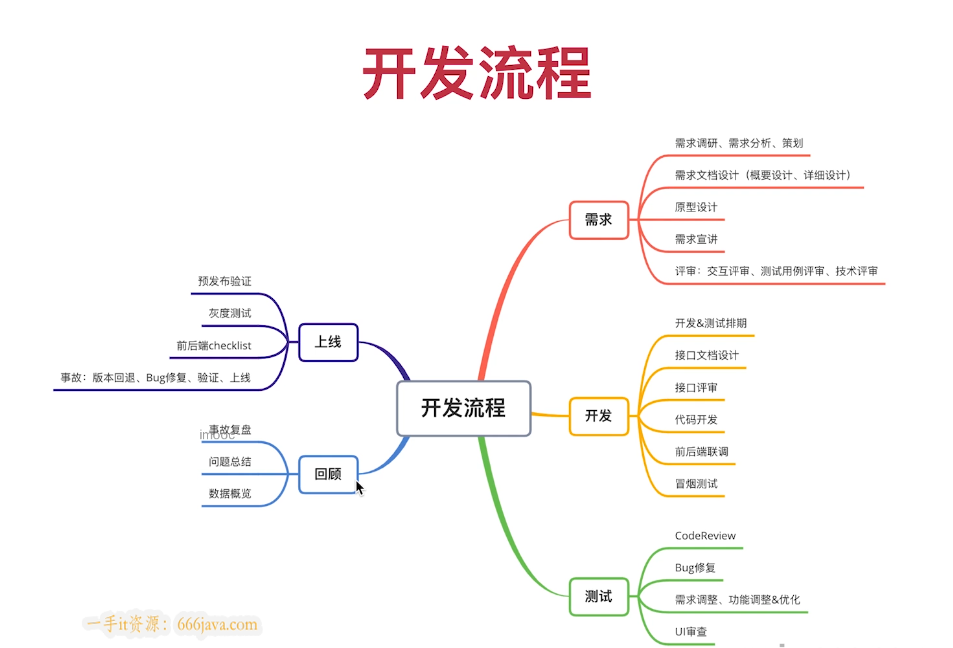 开发流程
需求调研、需求分析、策划
需求文档设计（概要设计、详细设计）
原型设计
需求
需求宣讲
评审：交互评审、测试用例评审、技术评审
开发&测试排期
接口文档设计
接口评审
开发
代码开发
前后端联调
冒烟测试
CodeReview
Bug修复
测试
需求调整、功能调整&优化
UI审查
开发流程
预发布验证
灰度测试
上线
前后端checklist
事故：版本回退、Bug修复、验证、上线
事故复盘
imooc
问题总结
回顾
数据概览
一手it资源：666java.com